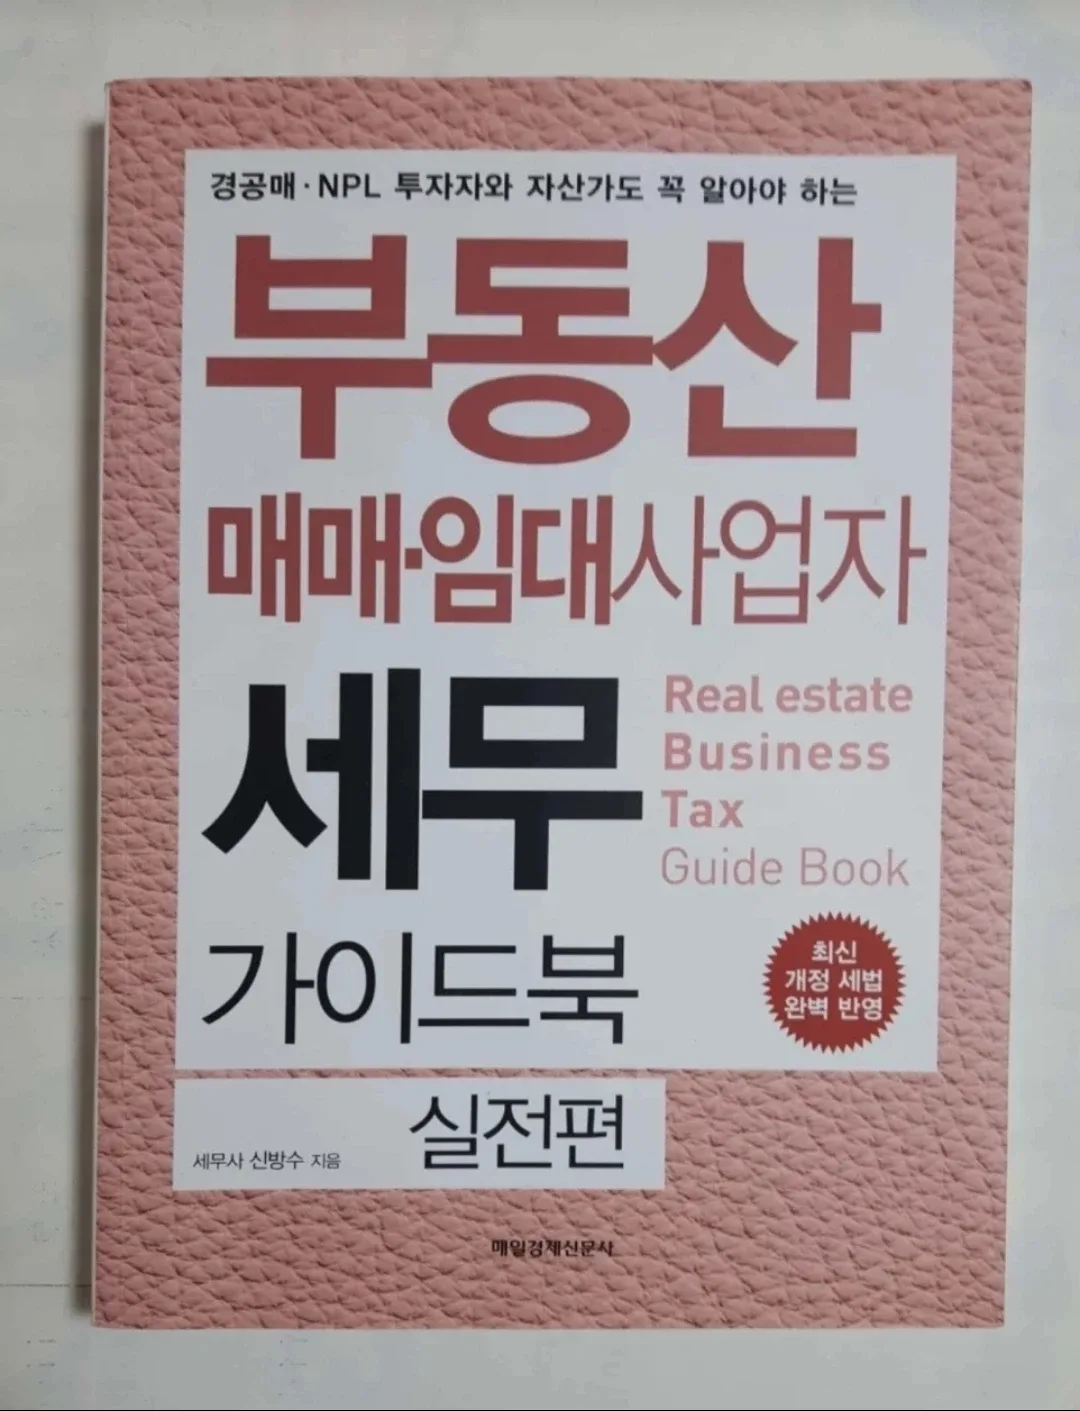 경공매·NPL 투자자와 자산가도 꼭 알아야 하는
부동산
매매·임대사업자
세무
Real estate
Business
Tax
Guide Book
가이드북
최신
개정 세법
완벽 반영
실전편
세무사 신방수 지음
매일경제신문사